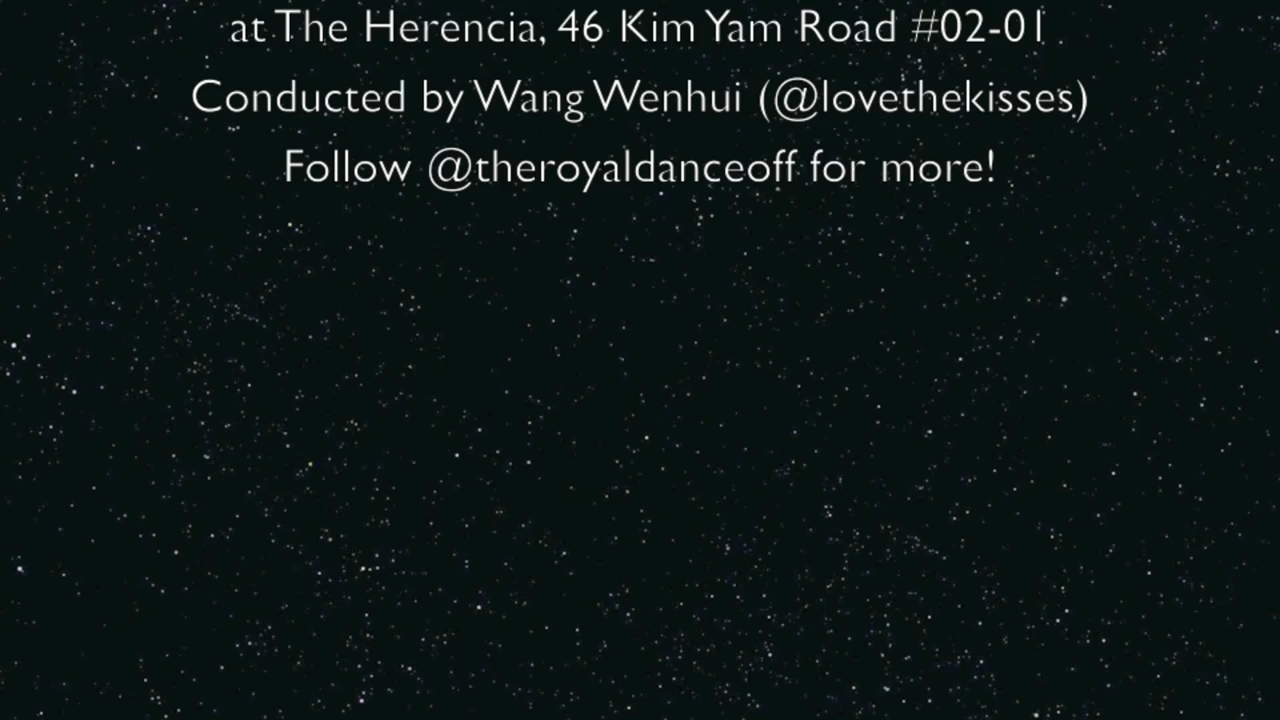 at The Herencia, 46 Kim Yam Road #02-01
Conducted by Wang Wenhui (@lovethekisses)
Follow @theroyaldanceoff for more!